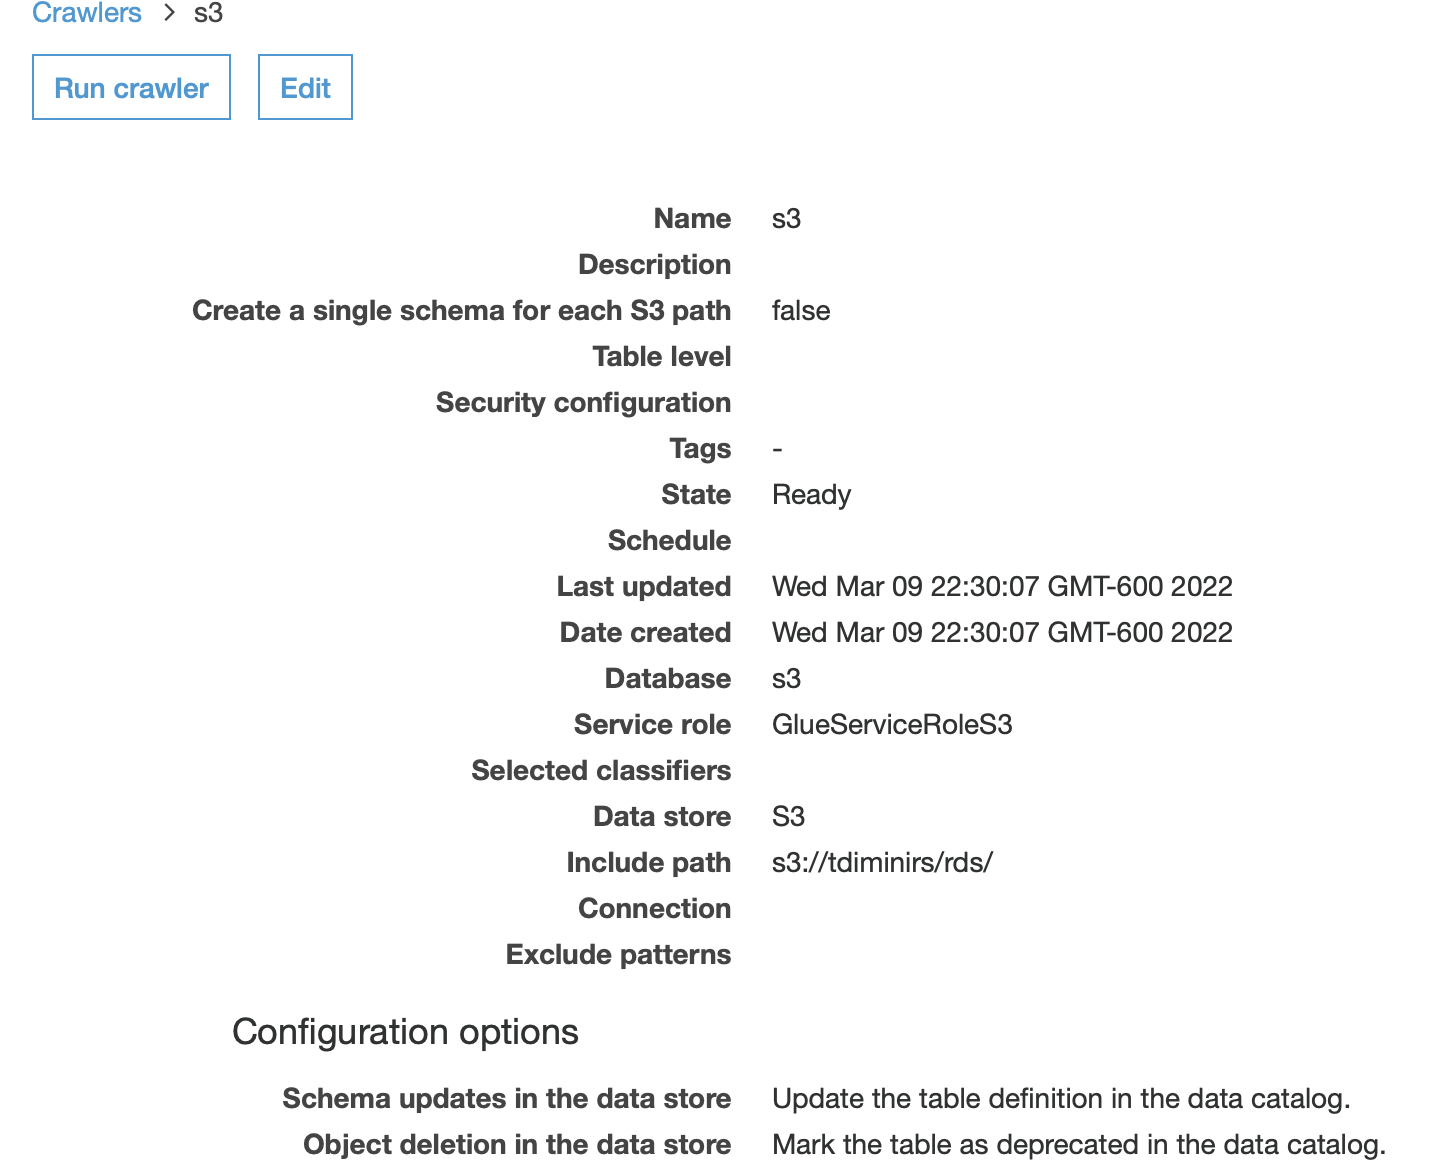 Crawlers > s3
Run crawler Edit
Name s3
Description
Create a single schema for each S3 path false
Table level
Security configuration
Tags -
State Ready
Schedule
Last updated Wed Mar 09 22:30:07 GMT-600 2022
Date created Wed Mar 09 22:30:07 GMT-600 2022
Database s3
Service role GlueServiceRoleS3
Selected classifiers
Data store S3
Include path s3://tdiminirs/rds/
Connection
Exclude patterns
Configuration options
Schema updates in the data store Update the table definition in the data catalog.
Object deletion in the data store Mark the table as deprecated in the data catalog.